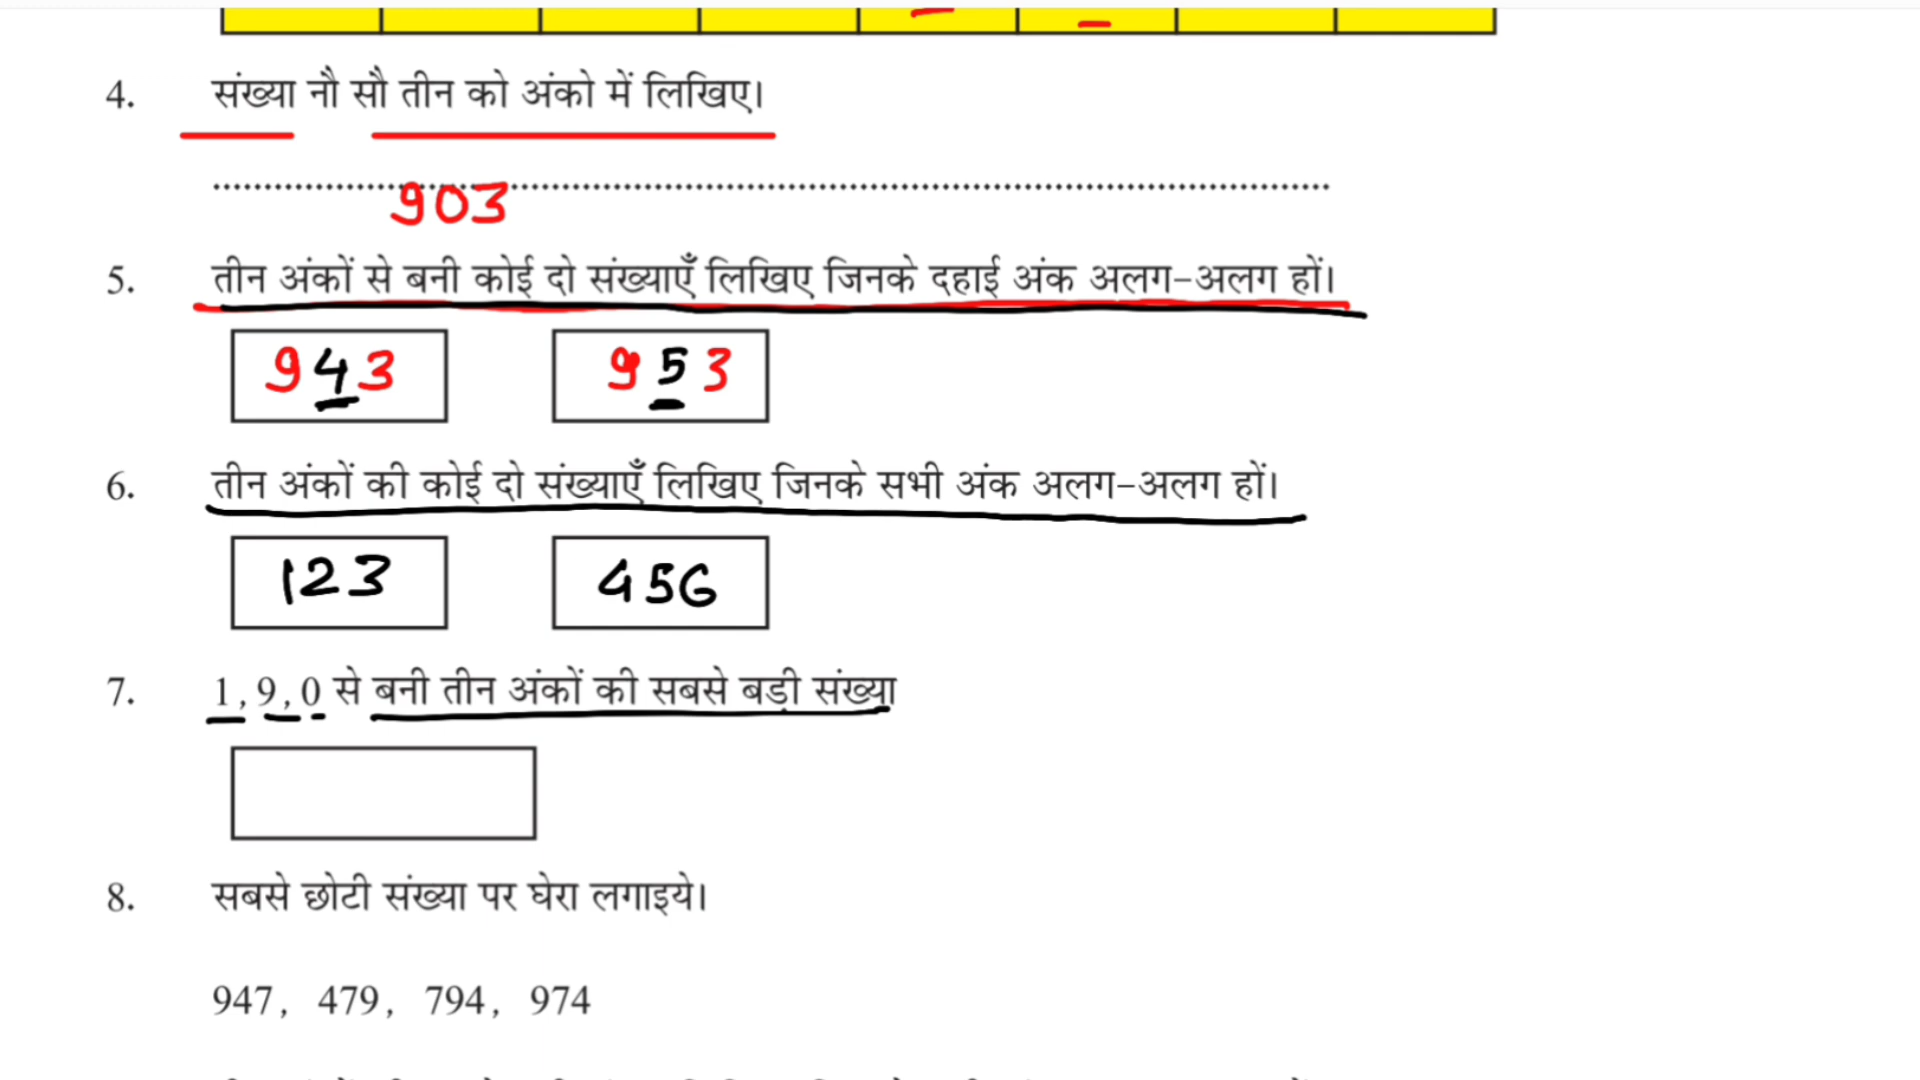 4. संख्या नौ सौ तीन को अंको में लिखिए।
903
5. तीन अंकों से बनी कोई दो संख्याएँ लिखिए जिनके दहाई अंक अलग-अलग हों।
943 953
6. तीन अंकों की कोई दो संख्याएँ लिखिए जिनके सभी अंक अलग-अलग हों।
123 456
7. 1,9,0 से बनी तीन अंकों की सबसे बड़ी संख्या
8. सबसे छोटी संख्या पर घेरा लगाइये।
947, 479, 794, 974